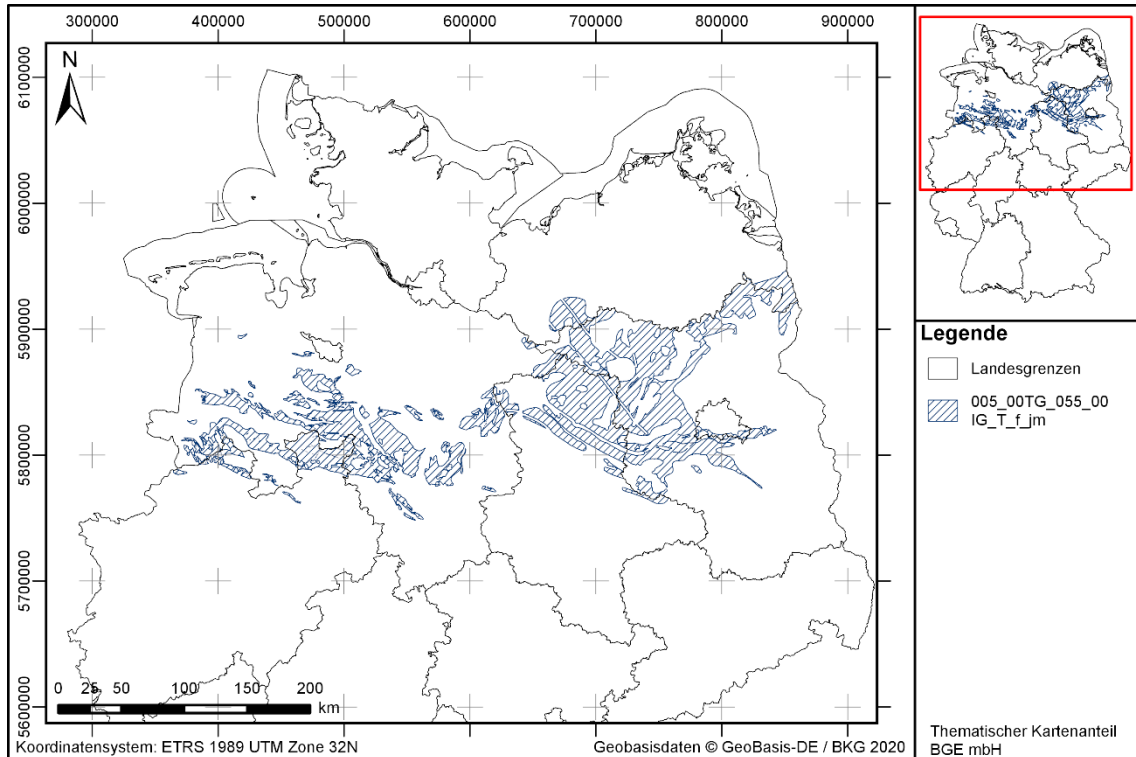 300000 400000 500000 600000 700000 800000 900000
N
6100000
6000000
5900000
5800000
5700000
5600000
0 25 50 100 150 200
km
Koordinatensystem: ETRS 1989 UTM Zone 32N
Geobasisdaten © GeoBasis-DE / BKG 2020
Legende
Landesgrenzen
005_00TG_055_00
IG_T_f_jm
Thematischer Kartenanteil
BGE mbH